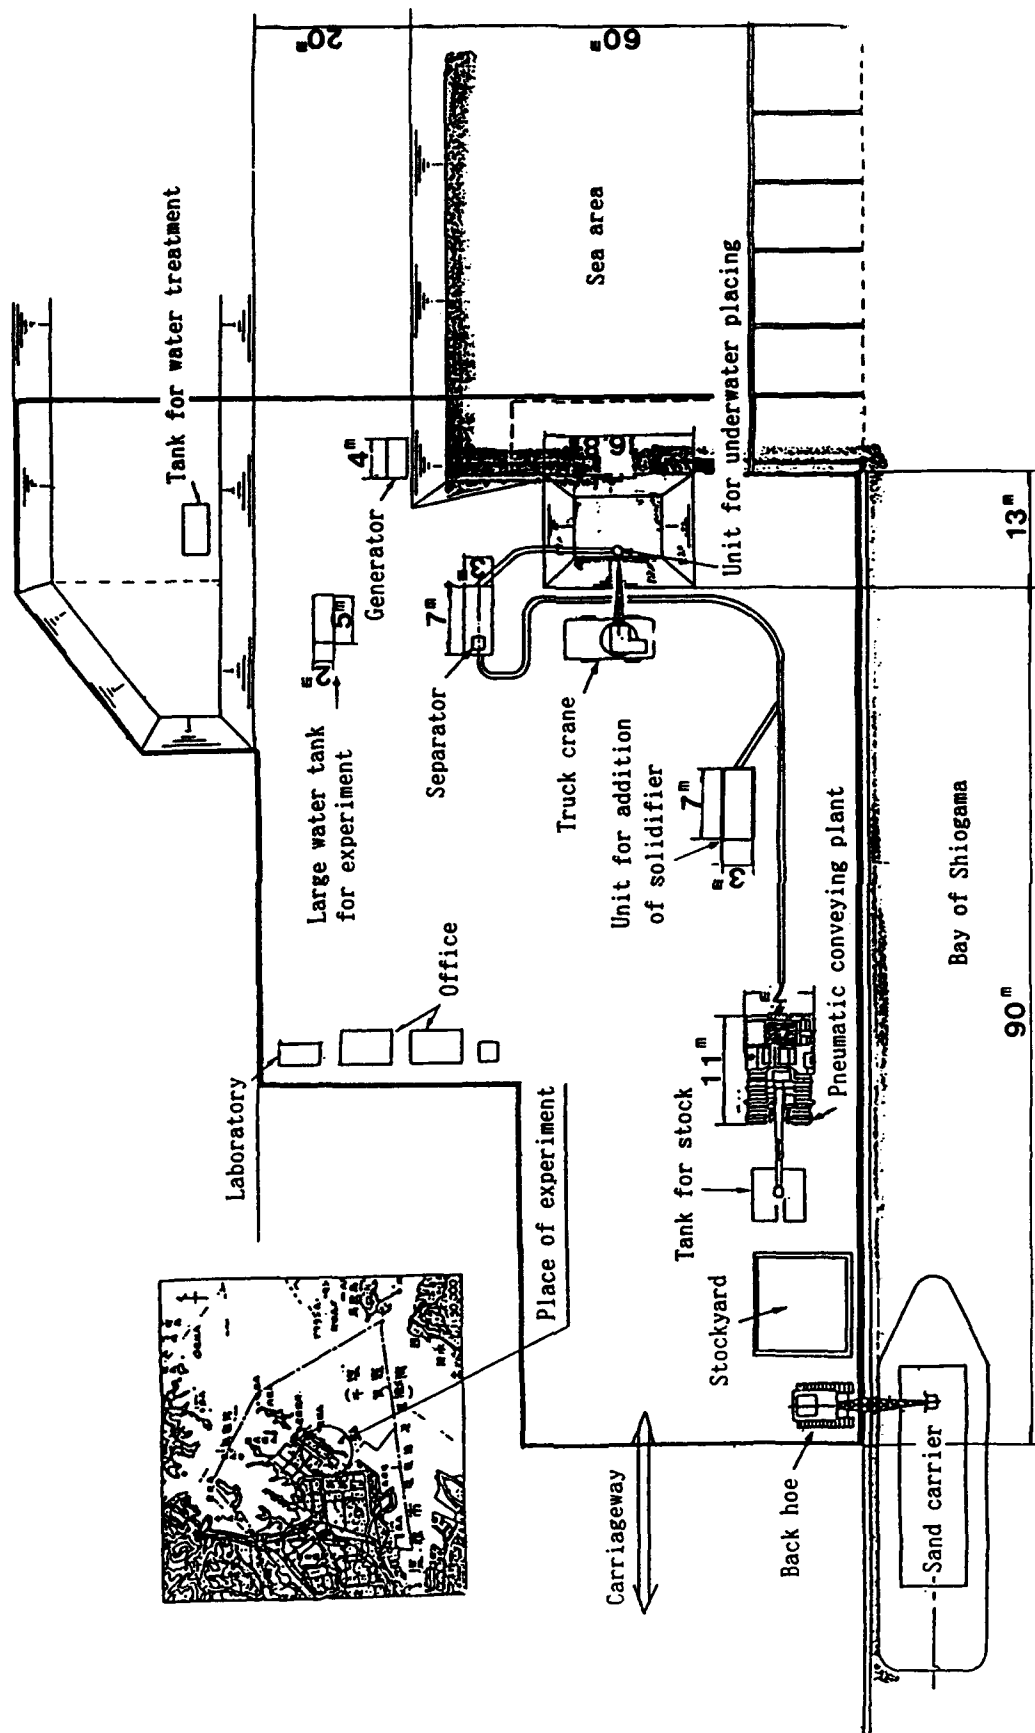 20m
60m
Tank for water treatment
4m
Generator
Sea area
Unit for underwater placing
13m
Large water tank
for experiment
2m
5m
Separator
7m
3m
Truck crane
Unit for addition
of solidifier
7m
3m
Laboratory
Office
11m
Pneumatic conveying plant
Bay of Shiogama
90m
Place of experiment
Tank for stock
Stockyard
Carriageway
Back hoe
Sand carrier